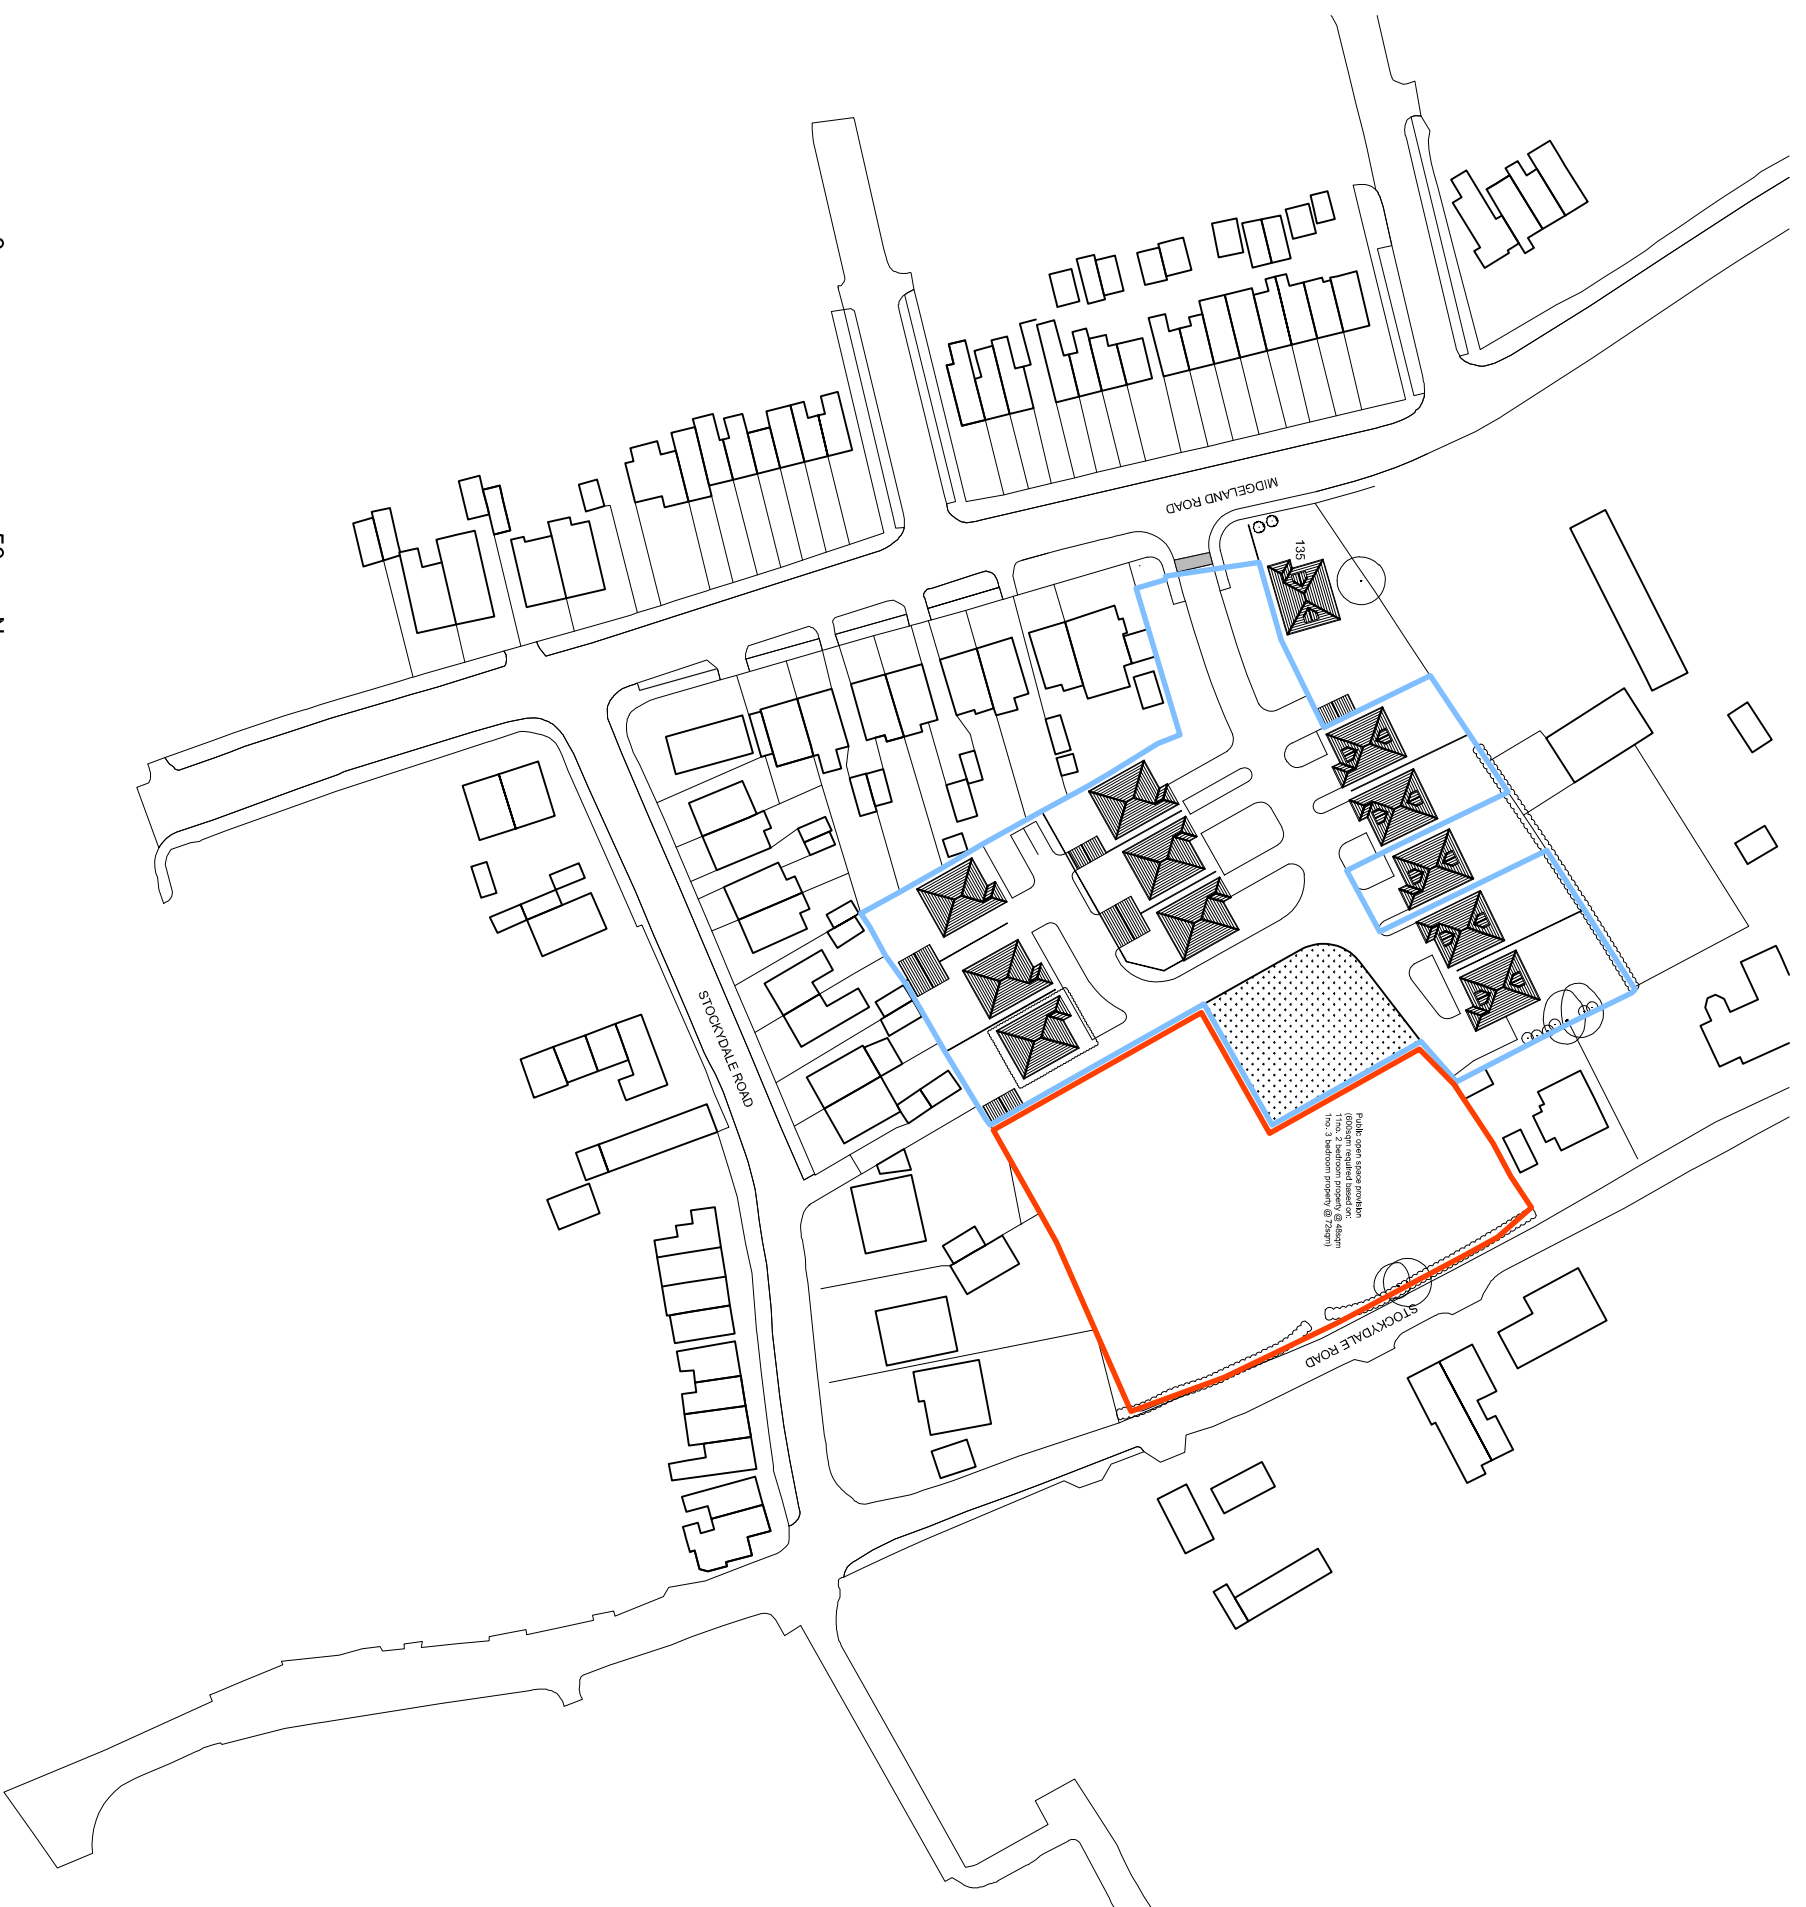 MIDGELAND ROAD
135
STOCKYDALE ROAD
Public open space provision
(600sqm required based on:
11no. 2 bedroom property @ 48sqm
1no. 3 bedroom property @ 72sqm)
STOCKYDALE ROAD